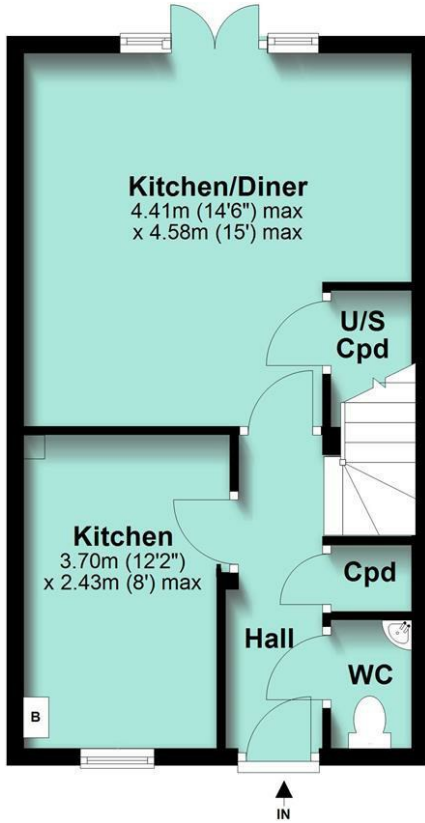 Kitchen/Diner
4.41m (14'6") max
x 4.58m (15') max
U/S
Cpd
Kitchen
3.70m (12'2")
x 2.43m (8') max
Cpd
Hall
WC
B
IN